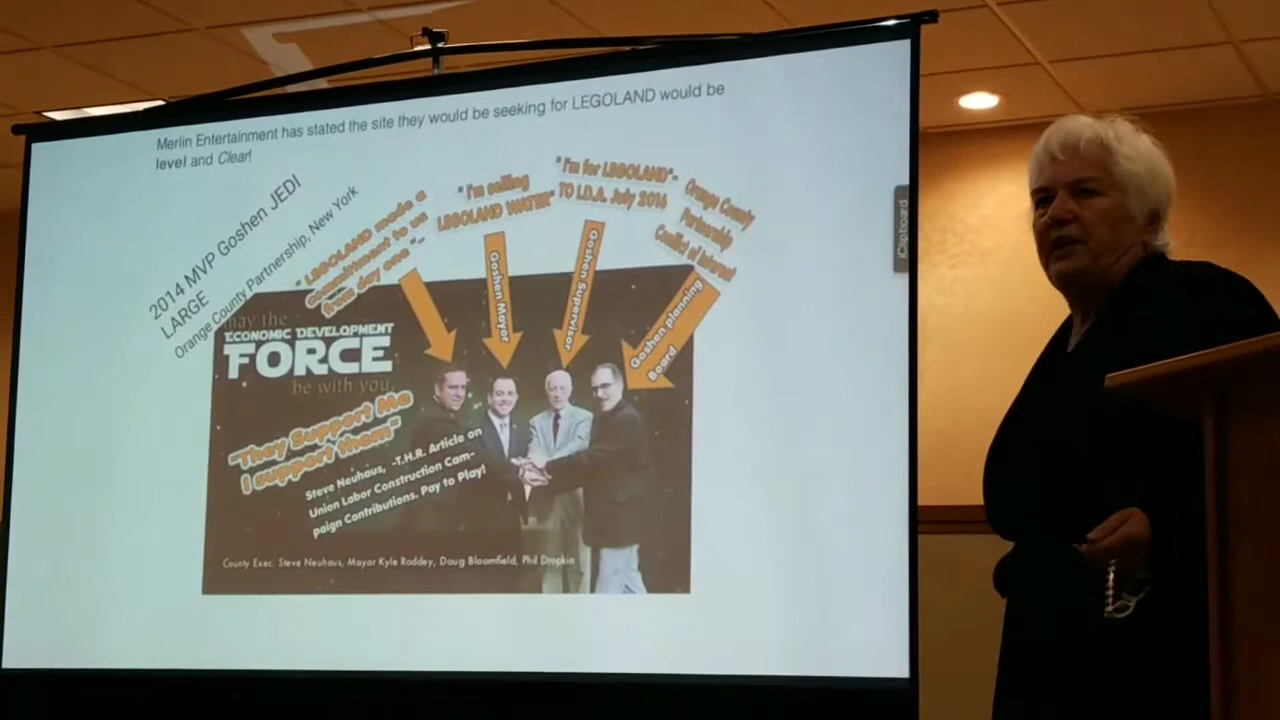 Merlin Entertainment has stated the site they would be seeking for LEGOLAND would be
level and Clear!
2014 MVP Goshen JEDI
LARGE
Orange County Partnership, New York
"LEGOLAND made a
commitment to us
from day one"-
"I'm selling
LEGOLAND WATER"
"I'm for LEGOLAND"-
TO I.D.A. July 2016
Orange County
Partnership
Conflict of Interest
Goshen Mayor
Goshen Supervisor
Goshen planning
Board
may the
ECONOMIC DEVELOPMENT
FORCE
be with you.
"They Support Me
I support them"
Steve Neuhaus, -T.H.R. Article on
Union Labor Construction Cam-
paign Contributions. Pay to Play!
County Exec. Steve Neuhaus, Mayor Kyle Roddey, Doug Bloomfield, Phil Dropkin
iClipboard